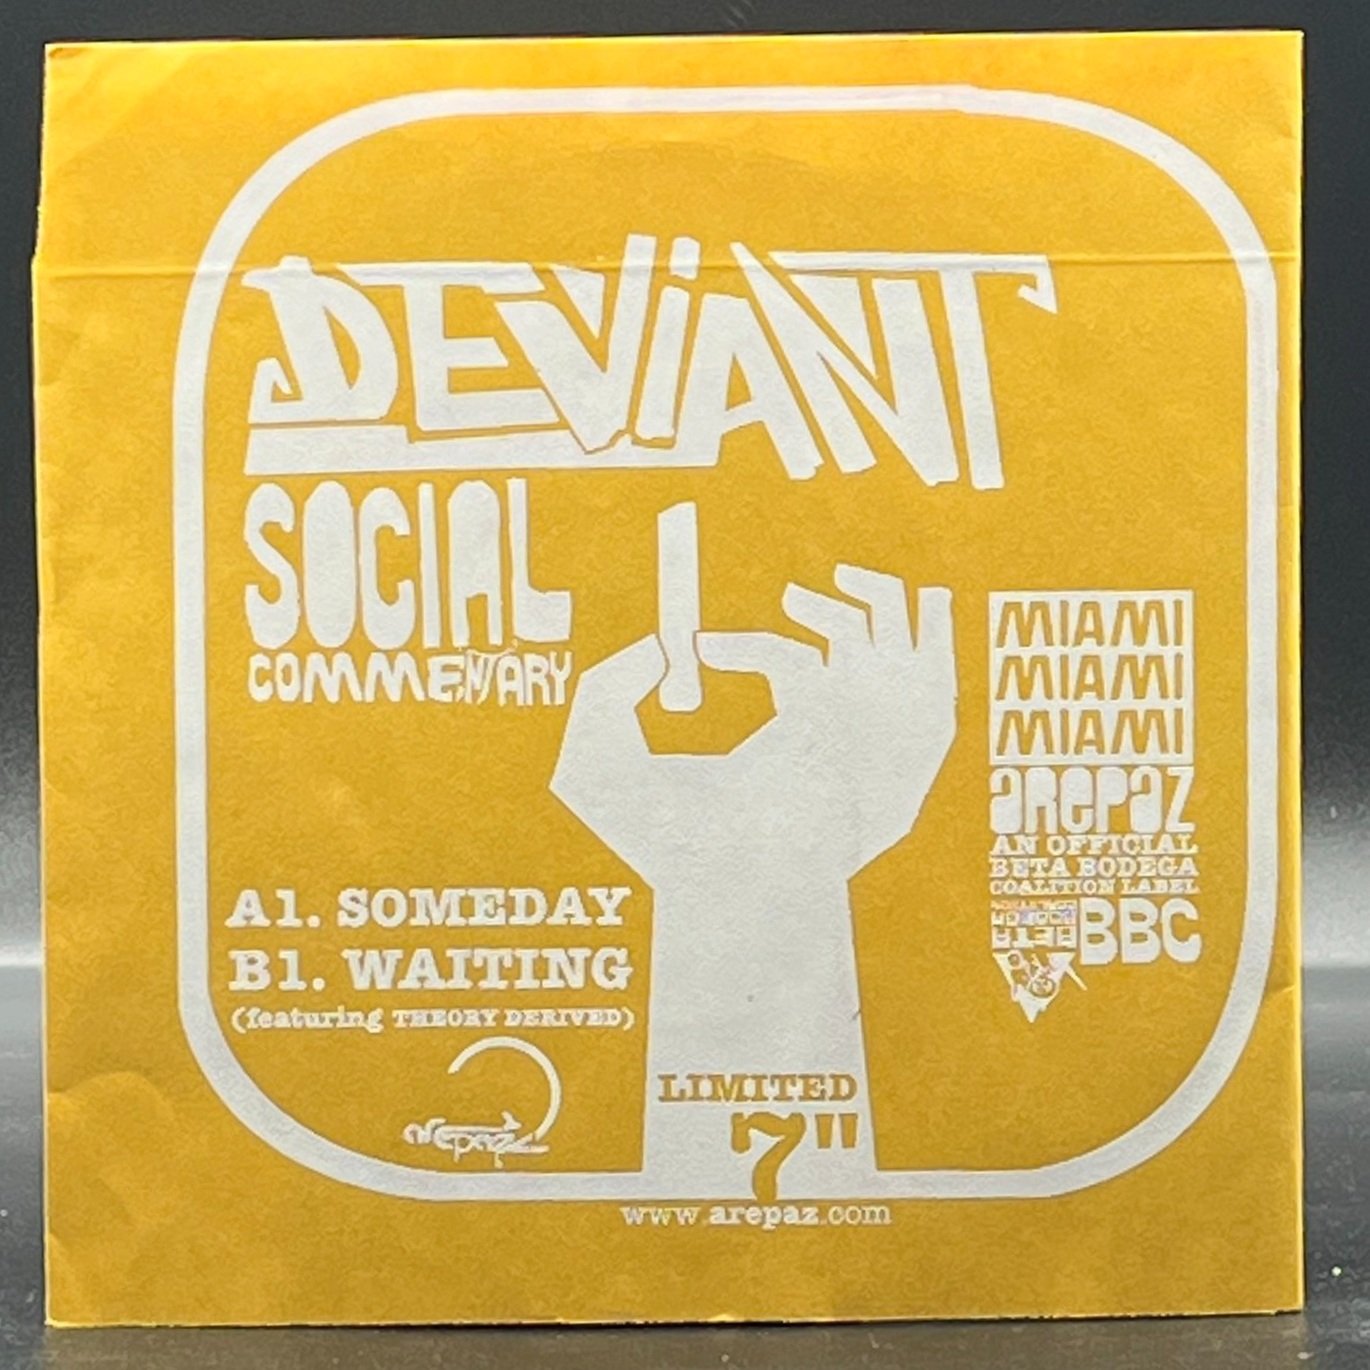 DEViANT
SOCIAL
COMMENTARY
MIAMI
MIAMI
MIAMI
arepaz
AN OFFICIAL
BETA BODEGA
COALITION LABEL
BBC
A1. SOMEDAY
B1. WAITING
(featuring THEORY DERIVED)
arepaz
LIMITED
7"
www.arepaz.com